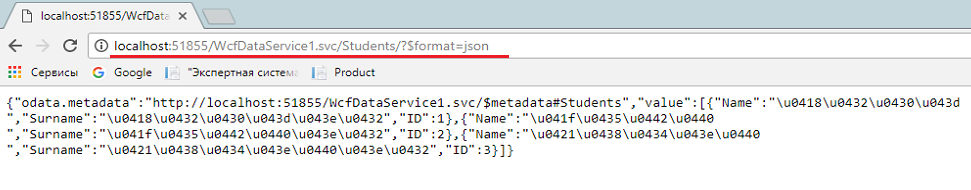 localhost:51855/WcfData
localhost:51855/WcfDataService1.svc/Students/?$format=json
Сервисы Google "Экспертная система Product
{"odata.metadata":"http://localhost:51855/WcfDataService1.svc/$metadata#Students","value":[{"Name":"\u0418\u0432\u0430\u043d
","Surname":"\u0418\u0432\u0430\u043d\u043e\u0432","ID":1},{"Name":"\u041f\u0435\u0442\u0440
","Surname":"\u041f\u0435\u0442\u0440\u043e\u0432","ID":2},{"Name":"\u0421\u0438\u0434\u043e\u0440
","Surname":"\u0421\u0438\u0434\u043e\u0440\u043e\u0432","ID":3}]}